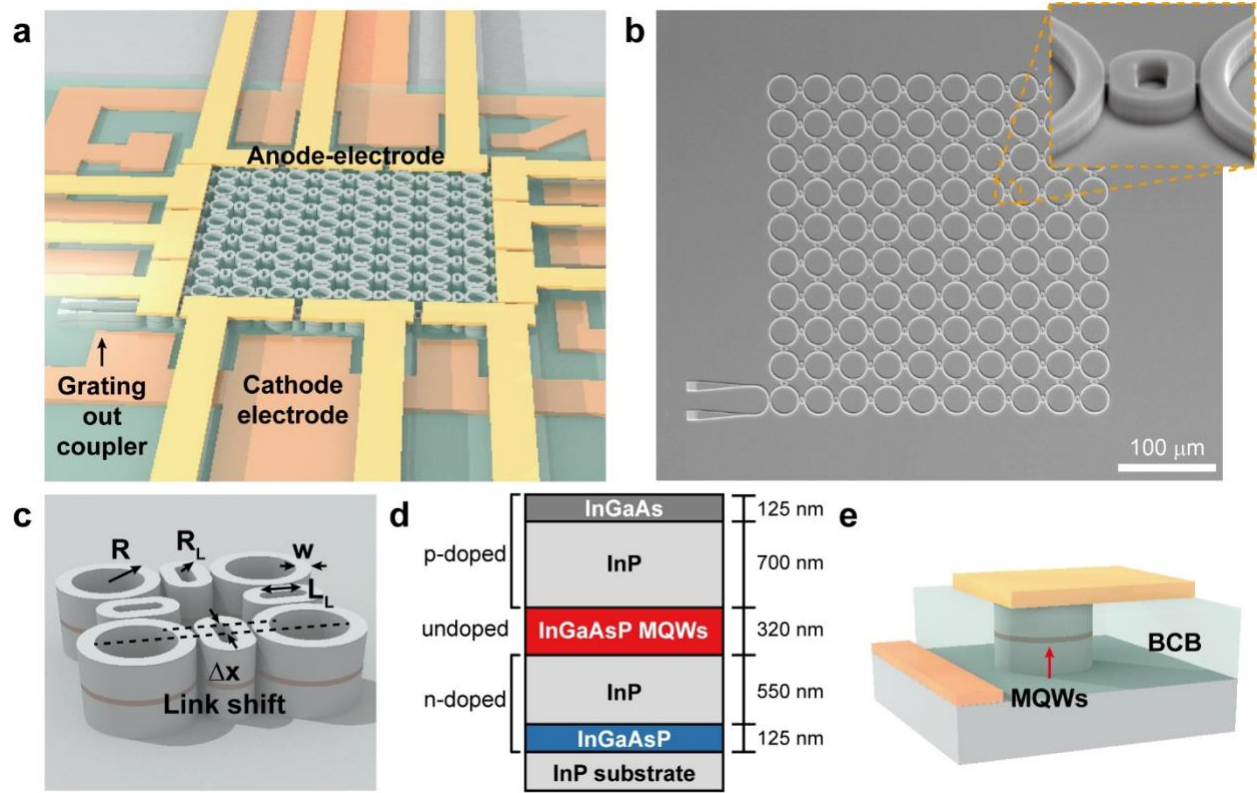 a
Anode-electrode
Grating
out
coupler
Cathode
electrode
b
100 μm
c
R
R_L
w
L_L
Δx
Link shift
d
p-doped
undoped
n-doped
InGaAs
InP
InGaAsP MQWs
InP
InGaAsP
InP substrate
125 nm
700 nm
320 nm
550 nm
125 nm
e
BCB
MQWs